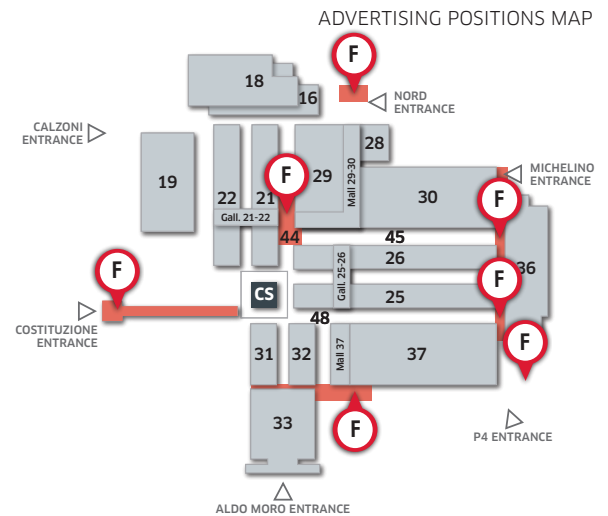 ADVERTISING POSITIONS MAP
F
18
16
NORD
ENTRANCE
CALZONI
ENTRANCE
28
19
22
21
F
29
Mall 29-30
30
MICHELINO
ENTRANCE
F
Gall. 21-22
44
45
26
36
F
CS
Gall. 25-26
25
F
COSTITUZIONE
ENTRANCE
48
31
32
Mall 37
37
F
33
F
P4 ENTRANCE
ALDO MORO ENTRANCE